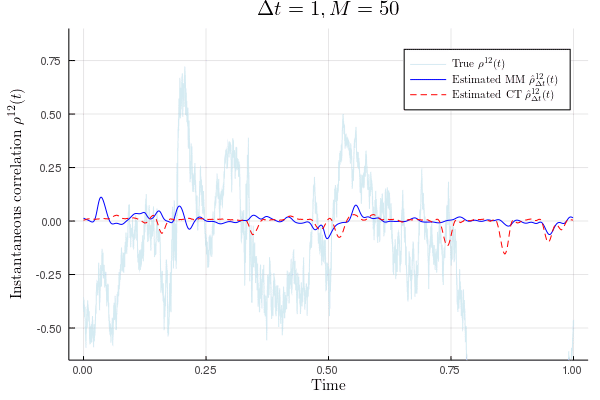 Δt = 1, M = 50
Instantaneous correlation ρ¹²(t)
0.75
0.50
0.25
0.00
-0.25
-0.50
True ρ¹²(t)
Estimated MM ρ̂¹²_Δt(t)
Estimated CT ρ̂¹²_Δt(t)
0.00 0.25 0.50 0.75 1.00
Time